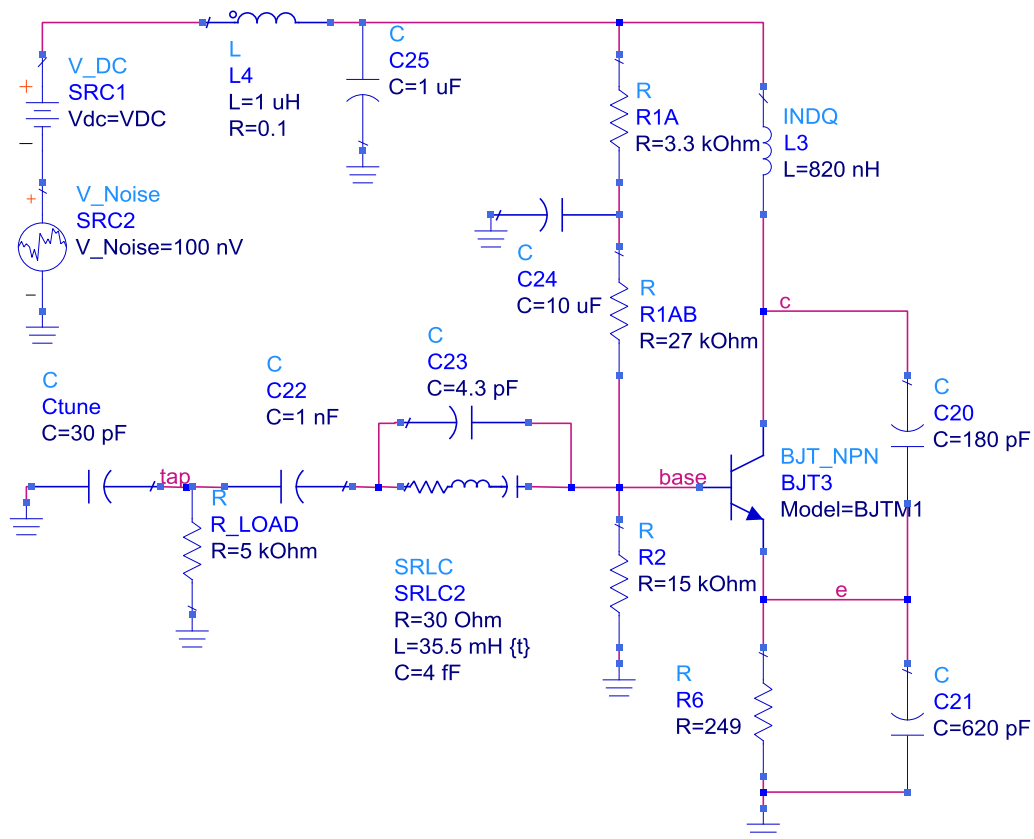 V_DC
SRC1
Vdc=VDC
L
L4
L=1 uH
R=0.1
C
C25
C=1 uF
R
R1A
R=3.3 kOhm
INDQ
L3
L=820 nH
V_Noise
SRC2
V_Noise=100 nV
C
C24
C=10 uF
R
R1AB
R=27 kOhm
c
C
Ctune
C=30 pF
C
C22
C=1 nF
C
C23
C=4.3 pF
C
C20
C=180 pF
tap
base
BJT_NPN
BJT3
Model=BJTM1
R
R_LOAD
R=5 kOhm
SRLC
SRLC2
R=30 Ohm
L=35.5 mH {t}
C=4 fF
R
R2
R=15 kOhm
e
R
R6
R=249
C
C21
C=620 pF